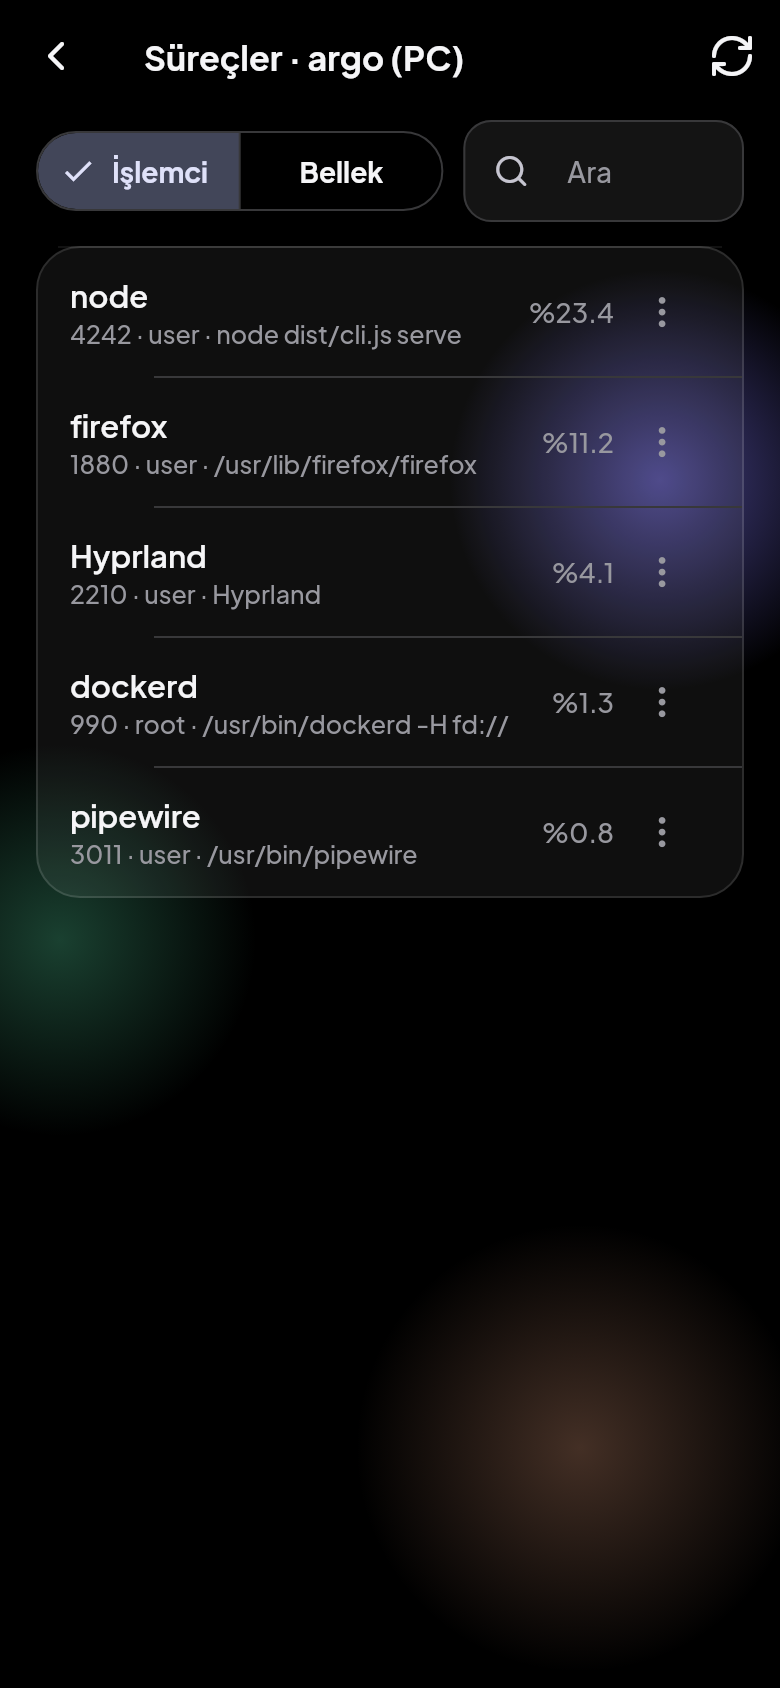 Süreçler · argo (PC)
İşlemci
Bellek
Ara
node
%23.4
4242 · user · node dist/cli.js serve
firefox
%11.2
1880 · user · /usr/lib/firefox/firefox
Hyprland
%4.1
2210 · user · Hyprland
dockerd
%1.3
990 · root · /usr/bin/dockerd -H fd://
pipewire
%0.8
3011 · user · /usr/bin/pipewire